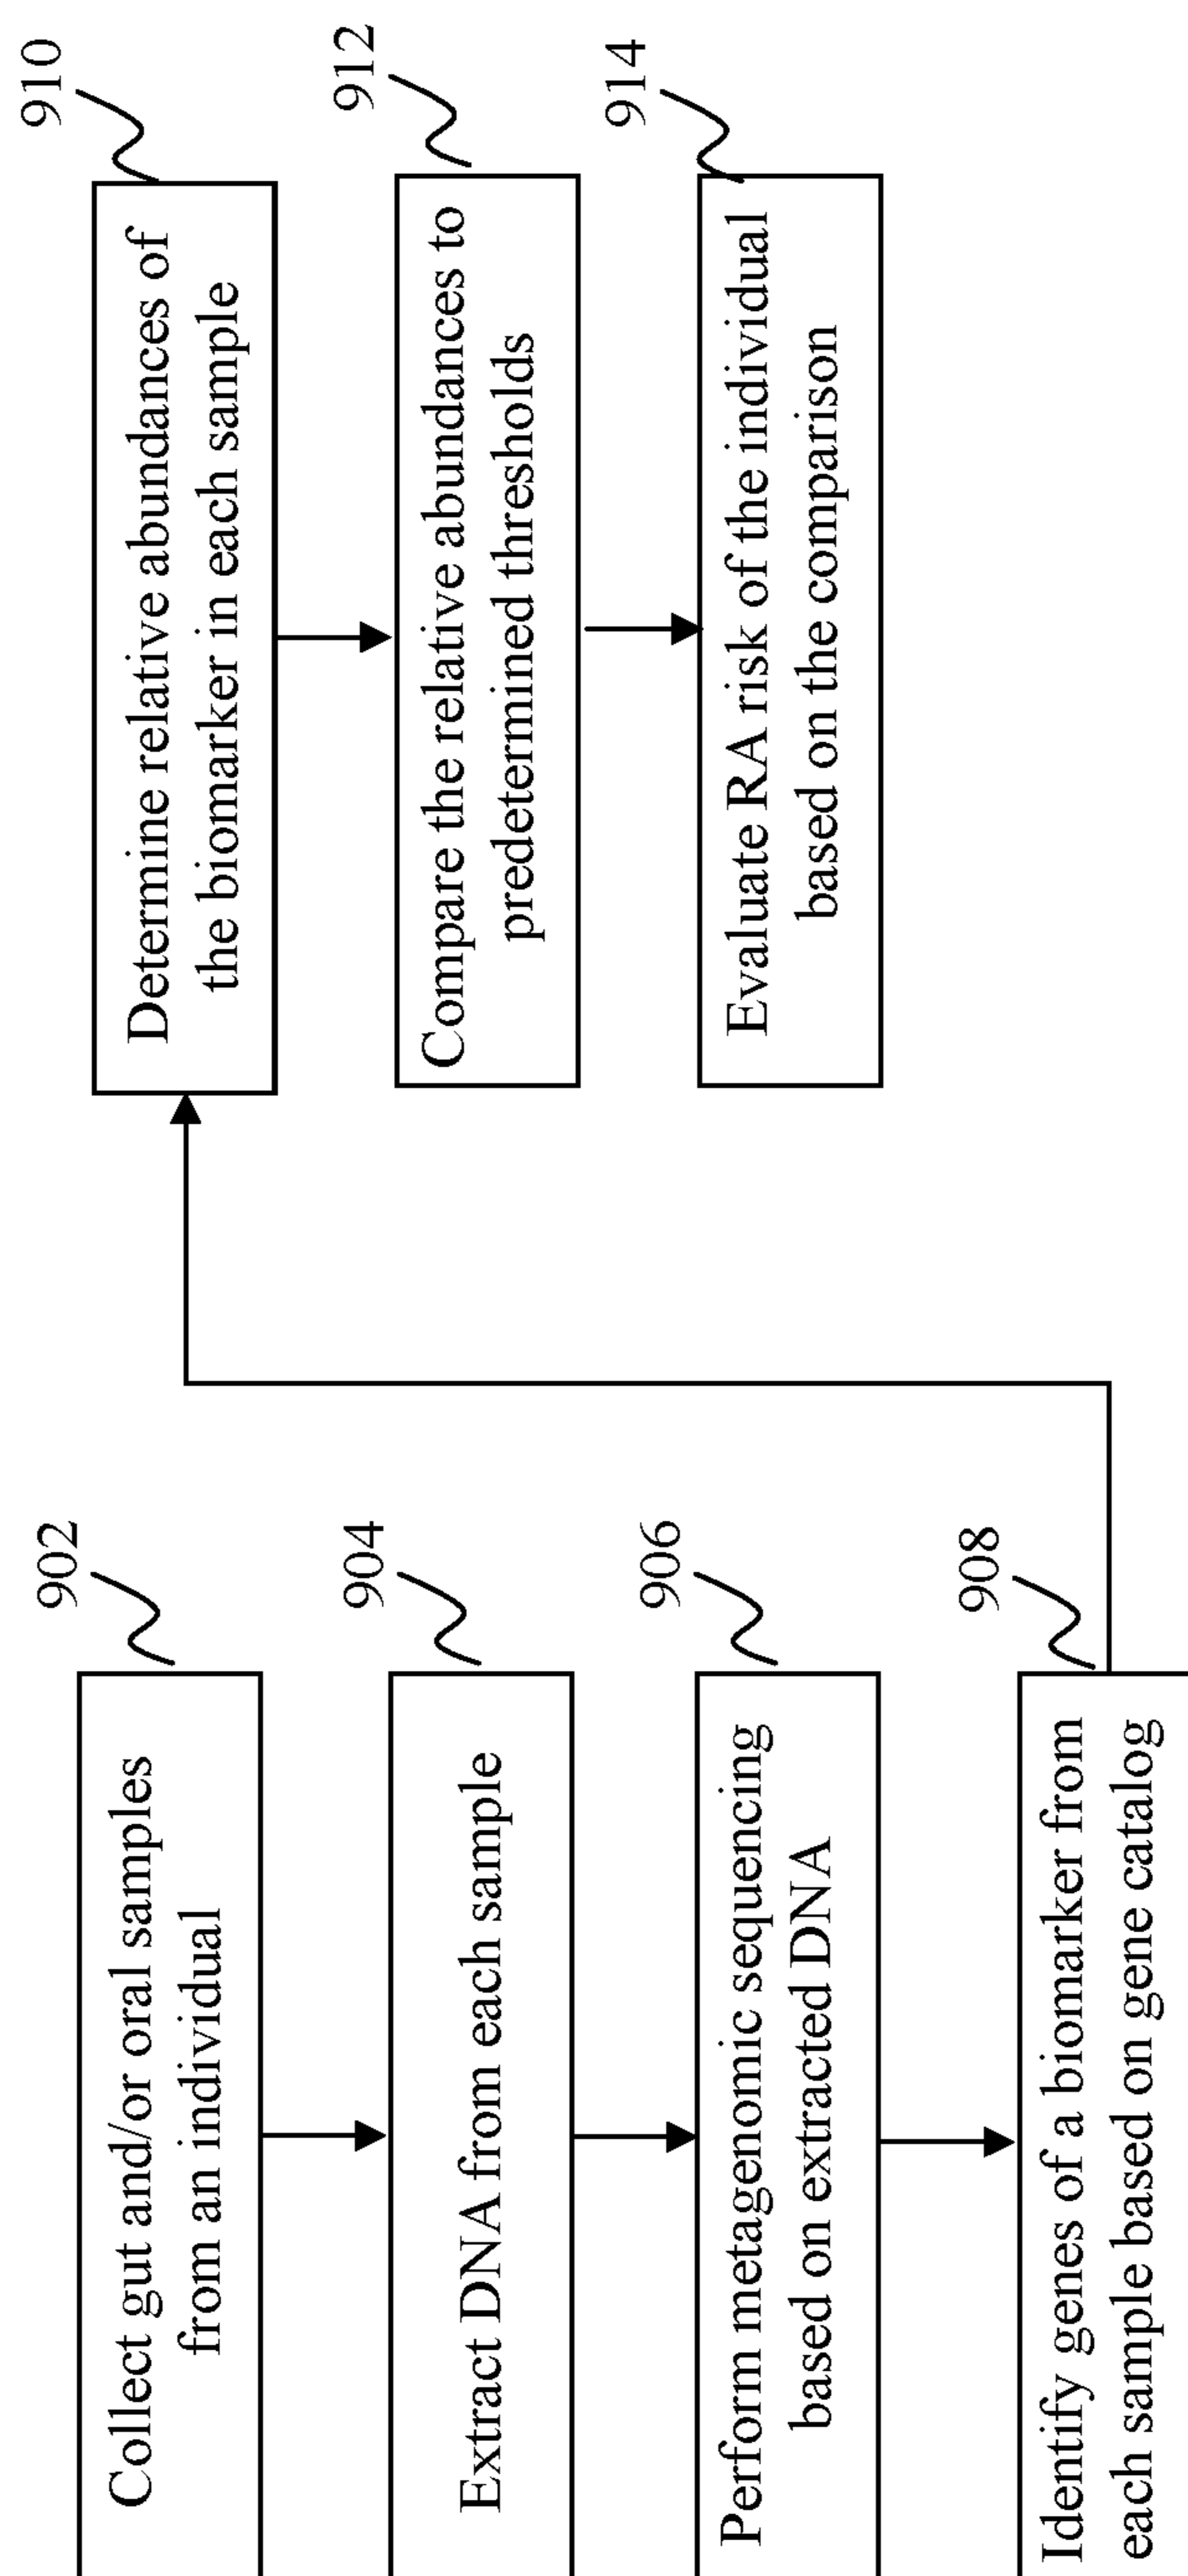 902
Collect gut and/or oral samples
from an individual
904
Extract DNA from each sample
906
Perform metagenomic sequencing
based on extracted DNA
908
Identify genes of a biomarker from
each sample based on gene catalog
910
Determine relative abundances of
the biomarker in each sample
912
Compare the relative abundances to
predetermined thresholds
914
Evaluate RA risk of the individual
based on the comparison